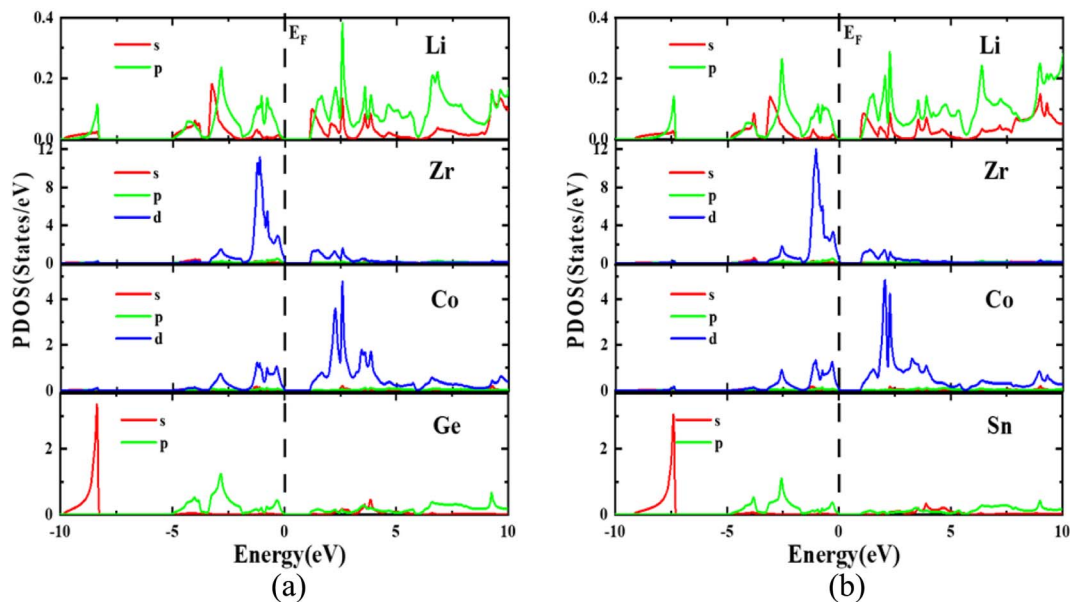 PDOS(States/eV)
0.4
0.2
0.0
s
p
E_F
Li
12
8
4
0
s
p
d
Zr
4
2
0
s
p
d
Co
2
0
s
p
Ge
-10 -5 0 5 10
Energy(eV)
(a)
PDOS(States/eV)
0.4
0.2
0.0
s
p
E_F
Li
12
8
4
0
s
p
d
Zr
4
2
0
s
p
d
Co
2
0
s
p
Sn
-10 -5 0 5 10
Energy(eV)
(b)